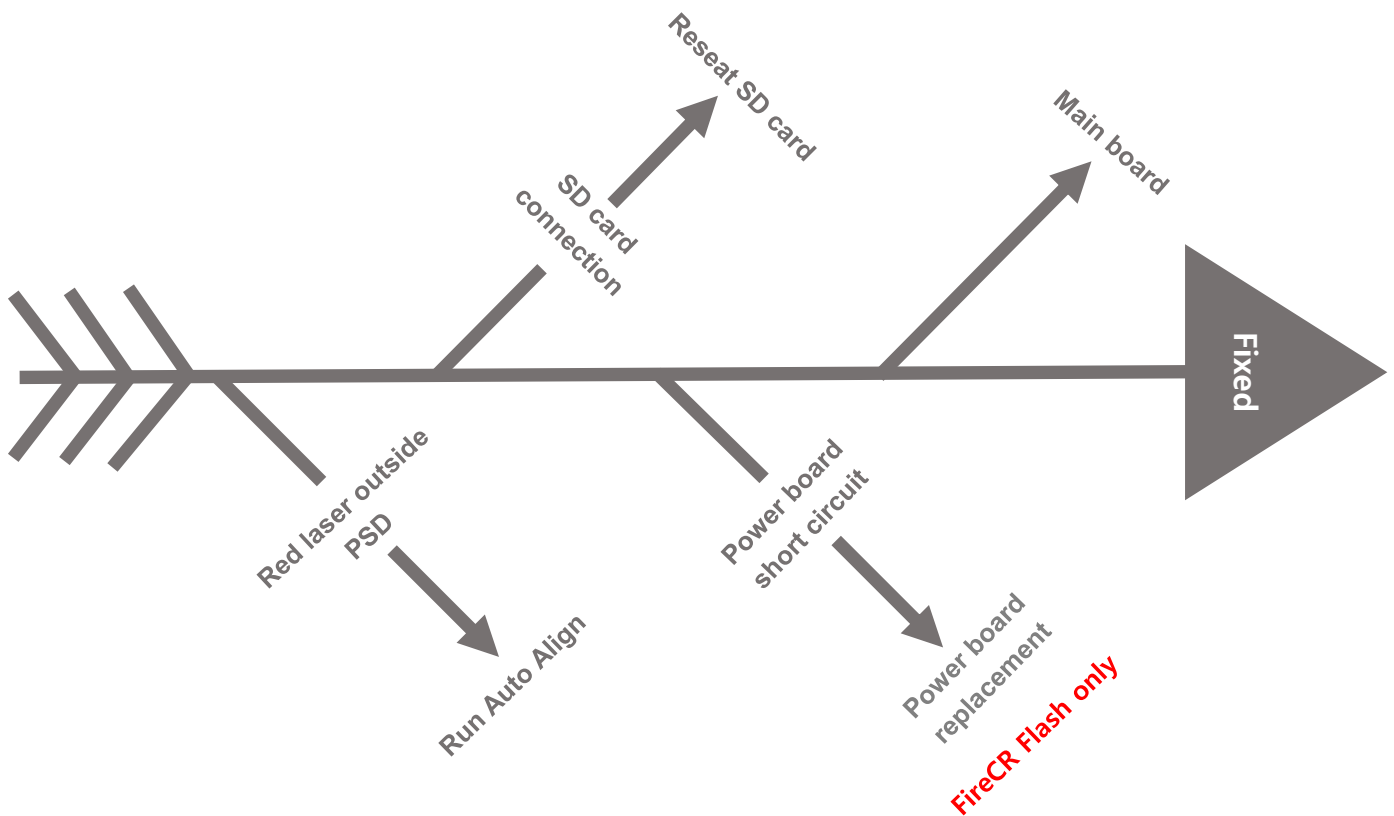 Reseat SD card
SD card
connection
Main board
Fixed
Red laser outside
PSD
Run Auto Align
Power board
short circuit
Power board
replacement
FireCR Flash only